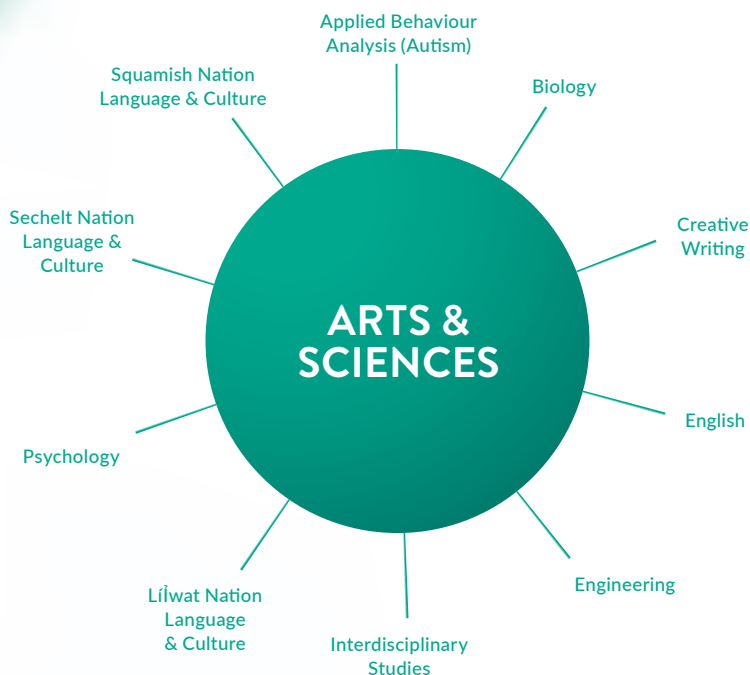 Applied Behaviour
Analysis (Autism)
Biology
Creative
Writing
English
Engineering
Interdisciplinary
Studies
Líl̓wat Nation
Language
& Culture
Psychology
Sechelt Nation
Language &
Culture
Squamish Nation
Language & Culture
ARTS &
SCIENCES